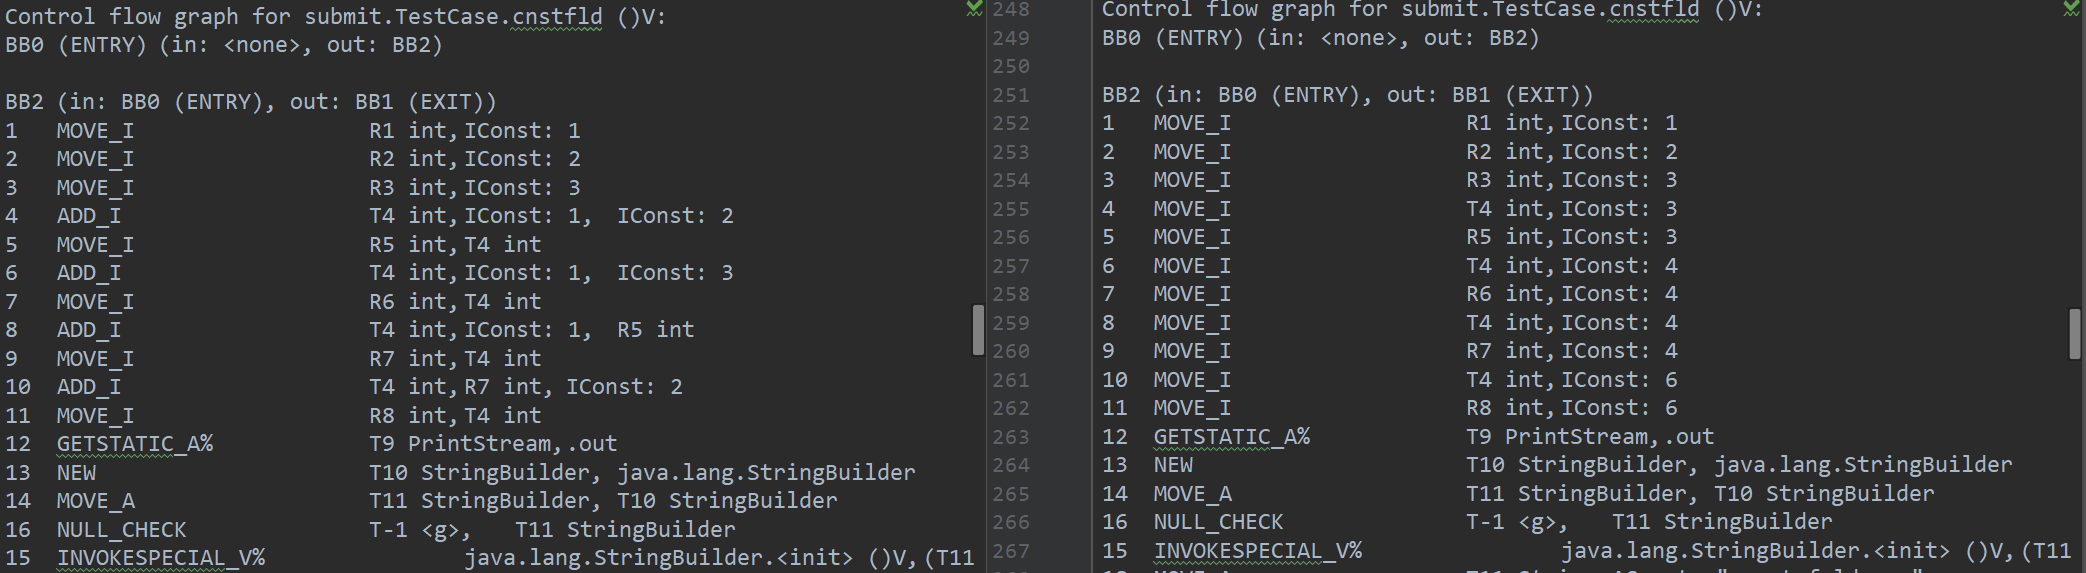 Control flow graph for submit.TestCase.cnstfld ()V:
BB0 (ENTRY) (in: <none>, out: BB2)
BB2 (in: BB0 (ENTRY), out: BB1 (EXIT))
1 MOVE_I R1 int,IConst: 1
2 MOVE_I R2 int,IConst: 2
3 MOVE_I R3 int,IConst: 3
4 ADD_I T4 int,IConst: 1, IConst: 2
5 MOVE_I R5 int,T4 int
6 ADD_I T4 int,IConst: 1, IConst: 3
7 MOVE_I R6 int,T4 int
8 ADD_I T4 int,IConst: 1, R5 int
9 MOVE_I R7 int,T4 int
10 ADD_I T4 int,R7 int, IConst: 2
11 MOVE_I R8 int,T4 int
12 GETSTATIC_A% T9 PrintStream,.out
13 NEW T10 StringBuilder, java.lang.StringBuilder
14 MOVE_A T11 StringBuilder, T10 StringBuilder
16 NULL_CHECK T-1 <g>, T11 StringBuilder
15 INVOKESPECIAL_V% java.lang.StringBuilder.<init> ()V,(T11
248 Control flow graph for submit.TestCase.cnstfld ()V:
249 BB0 (ENTRY) (in: <none>, out: BB2)
250
251 BB2 (in: BB0 (ENTRY), out: BB1 (EXIT))
252 1 MOVE_I R1 int,IConst: 1
253 2 MOVE_I R2 int,IConst: 2
254 3 MOVE_I R3 int,IConst: 3
255 4 MOVE_I T4 int,IConst: 3
256 5 MOVE_I R5 int,IConst: 3
257 6 MOVE_I T4 int,IConst: 4
258 7 MOVE_I R6 int,IConst: 4
259 8 MOVE_I T4 int,IConst: 4
260 9 MOVE_I R7 int,IConst: 4
261 10 MOVE_I T4 int,IConst: 6
262 11 MOVE_I R8 int,IConst: 6
263 12 GETSTATIC_A% T9 PrintStream,.out
264 13 NEW T10 StringBuilder, java.lang.StringBuilder
265 14 MOVE_A T11 StringBuilder, T10 StringBuilder
266 16 NULL_CHECK T-1 <g>, T11 StringBuilder
267 15 INVOKESPECIAL_V% java.lang.StringBuilder.<init> ()V,(T11